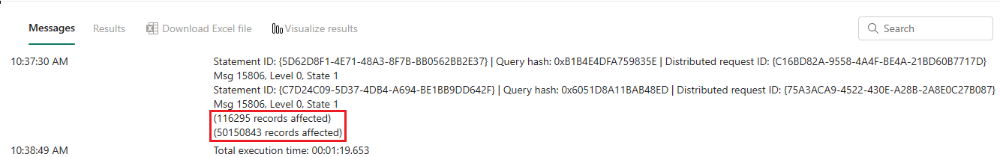 Messages
Results
Download Excel file
Visualize results
Search
10:37:30 AM
Statement ID: {5D62D8F1-4E71-48A3-8F7B-BB0562BB2E37} | Query hash: 0xB1B4E4DFA759835E | Distributed request ID: {C16BD82A-9558-4A4F-BE4A-21BD60B7717D}
Msg 15806, Level 0, State 1
Statement ID: {C7D24C09-5D37-4DB4-A694-BE1BB9DD642F} | Query hash: 0x6051D8A11BAB48ED | Distributed request ID: {75A3ACA9-4522-430E-A28B-2A8E0C27B087}
Msg 15806, Level 0, State 1
(116295 records affected)
(50150843 records affected)
10:38:49 AM
Total execution time: 00:01:19.653